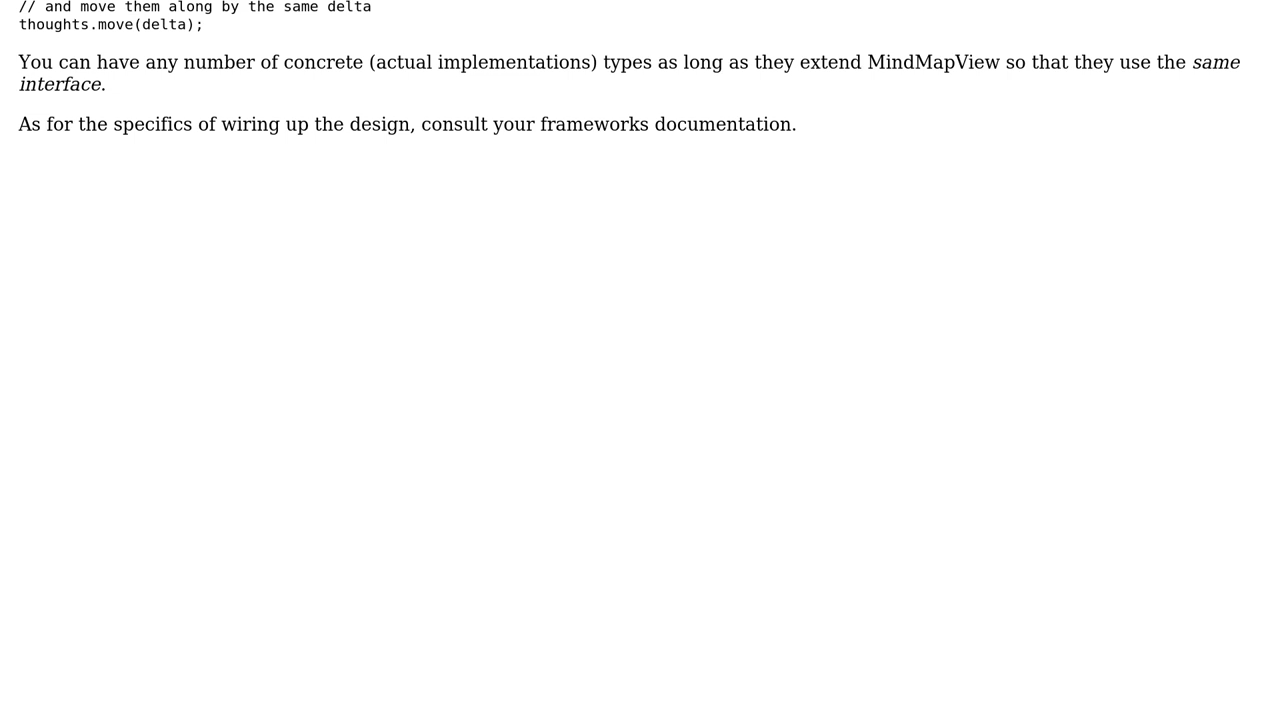 // and move them along by the same delta
thoughts.move(delta);
You can have any number of concrete (actual implementations) types as long as they extend MindMapView so that they use the same
interface.
As for the specifics of wiring up the design, consult your frameworks documentation.